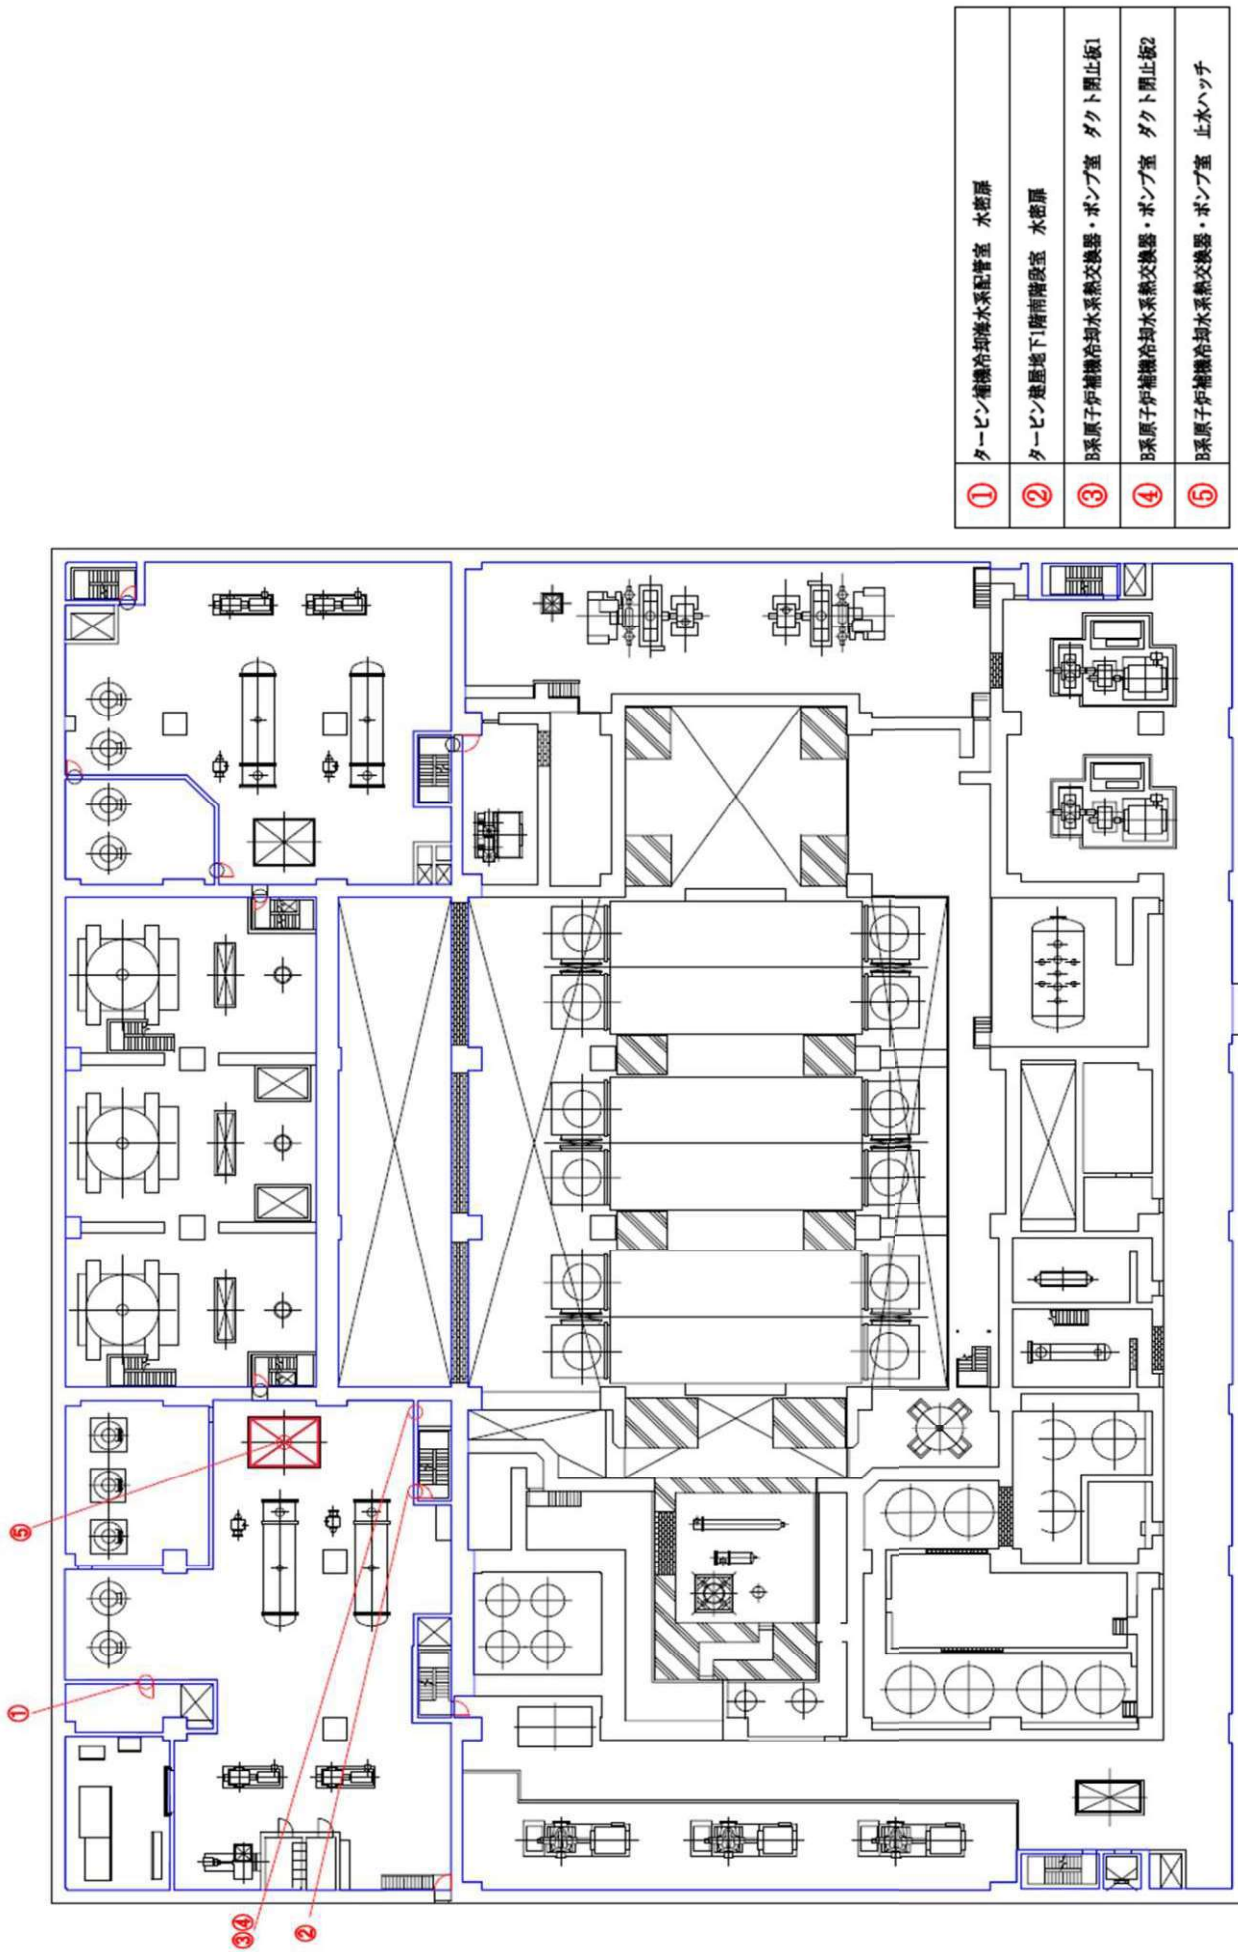 ① タービン補機冷却海水系配管室 水密扉
② タービン建屋地下1階南階段室 水密扉
③ B系原子炉補機冷却水系熱交換器・ポンプ室 ダクト閉止板1
④ B系原子炉補機冷却水系熱交換器・ポンプ室 ダクト閉止板2
⑤ B系原子炉補機冷却水系熱交換器・ポンプ室 止水ハッチ
①
⑤
③④
②